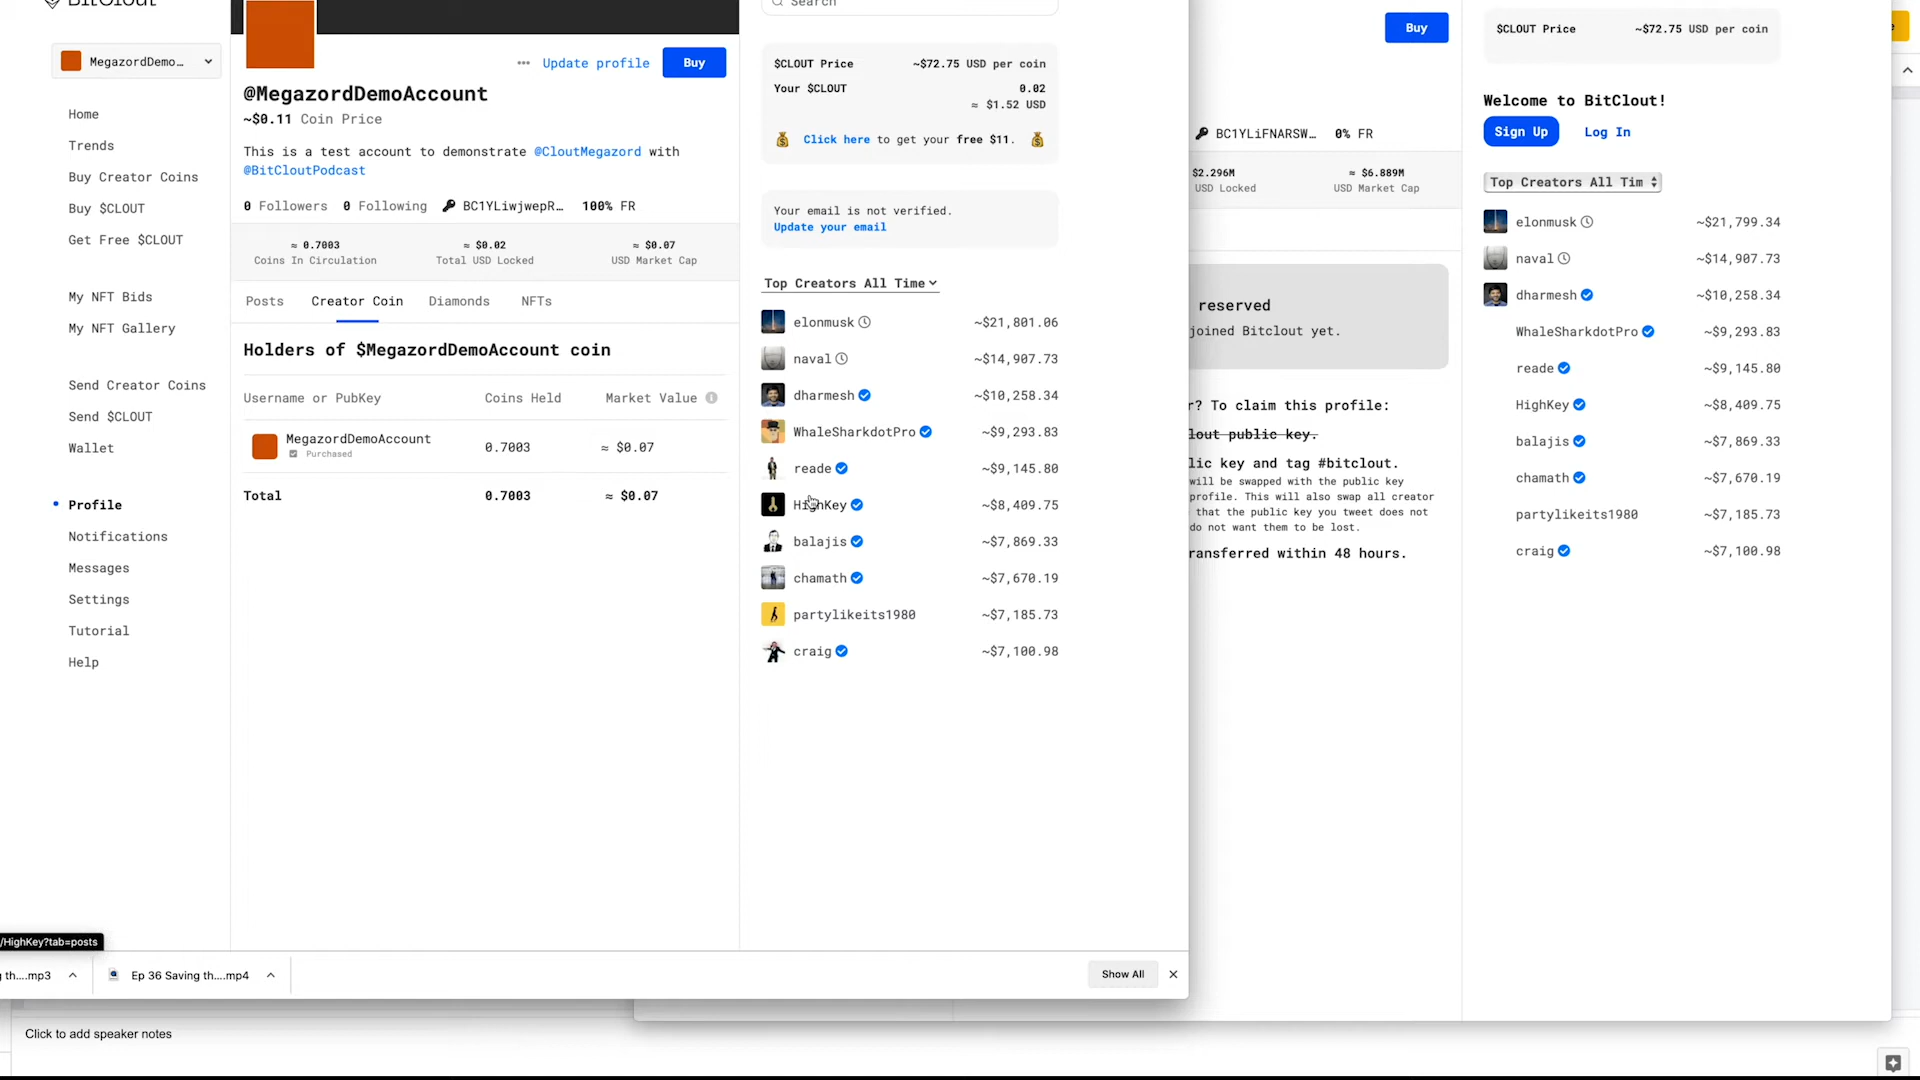 BitClout
MegazordDemo...
Home
Trends
Buy Creator Coins
Buy $CLOUT
Get Free $CLOUT
My NFT Bids
My NFT Gallery
Send Creator Coins
Send $CLOUT
Wallet
Profile
Notifications
Messages
Settings
Tutorial
Help
Update profile
Buy
@MegazordDemoAccount
~$0.11 Coin Price
This is a test account to demonstrate @CloutMegazord with
@BitCloutPodcast
0 Followers 0 Following BC1YLiwjwepR... 100% FR
≈ 0.7003 ≈ $0.02 ≈ $0.07
Coins In Circulation Total USD Locked USD Market Cap
Posts Creator Coin Diamonds NFTs
Holders of $MegazordDemoAccount coin
Username or PubKey Coins Held Market Value
MegazordDemoAccount 0.7003 ≈ $0.07
Purchased
Total 0.7003 ≈ $0.07
Search
$CLOUT Price ~$72.75 USD per coin
Your $CLOUT 0.02
≈ $1.52 USD
Click here to get your free $11.
Your email is not verified.
Update your email
Top Creators All Time
elonmusk ~$21,801.06
naval ~$14,907.73
dharmesh ~$10,258.34
WhaleSharkdotPro ~$9,293.83
reade ~$9,145.80
HighKey ~$8,409.75
balajis ~$7,869.33
chamath ~$7,670.19
partylikeits1980 ~$7,185.73
craig ~$7,100.98
Buy
BC1YLiFNARSW... 0% FR
$2.296M ≈ $6.889M
USD Locked USD Market Cap
reserved
joined Bitclout yet.
r? To claim this profile:
lout public key.
lic key and tag #bitclout.
will be swapped with the public key
profile. This will also swap all creator
that the public key you tweet does not
do not want them to be lost.
ransferred within 48 hours.
$CLOUT Price ~$72.75 USD per coin
Welcome to BitClout!
Sign Up Log In
Top Creators All Tim
elonmusk ~$21,799.34
naval ~$14,907.73
dharmesh ~$10,258.34
WhaleSharkdotPro ~$9,293.83
reade ~$9,145.80
HighKey ~$8,409.75
balajis ~$7,869.33
chamath ~$7,670.19
partylikeits1980 ~$7,185.73
craig ~$7,100.98
/HighKey?tab=posts
g th....mp3
Ep 36 Saving th....mp4
Show All
Click to add speaker notes